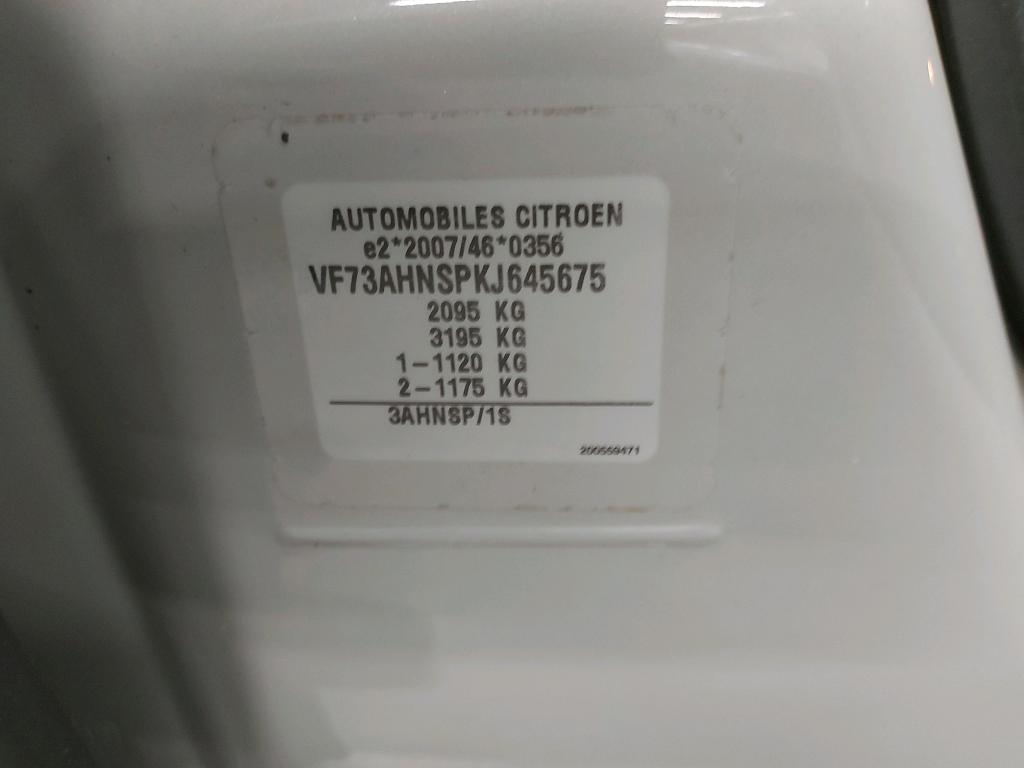 AUTOMOBILES CITROEN
e2*2007/46*0356
VF73AHNSPKJ645675
2095 KG
3195 KG
1-1120 KG
2-1175 KG
3AHNSP/1S
200559471